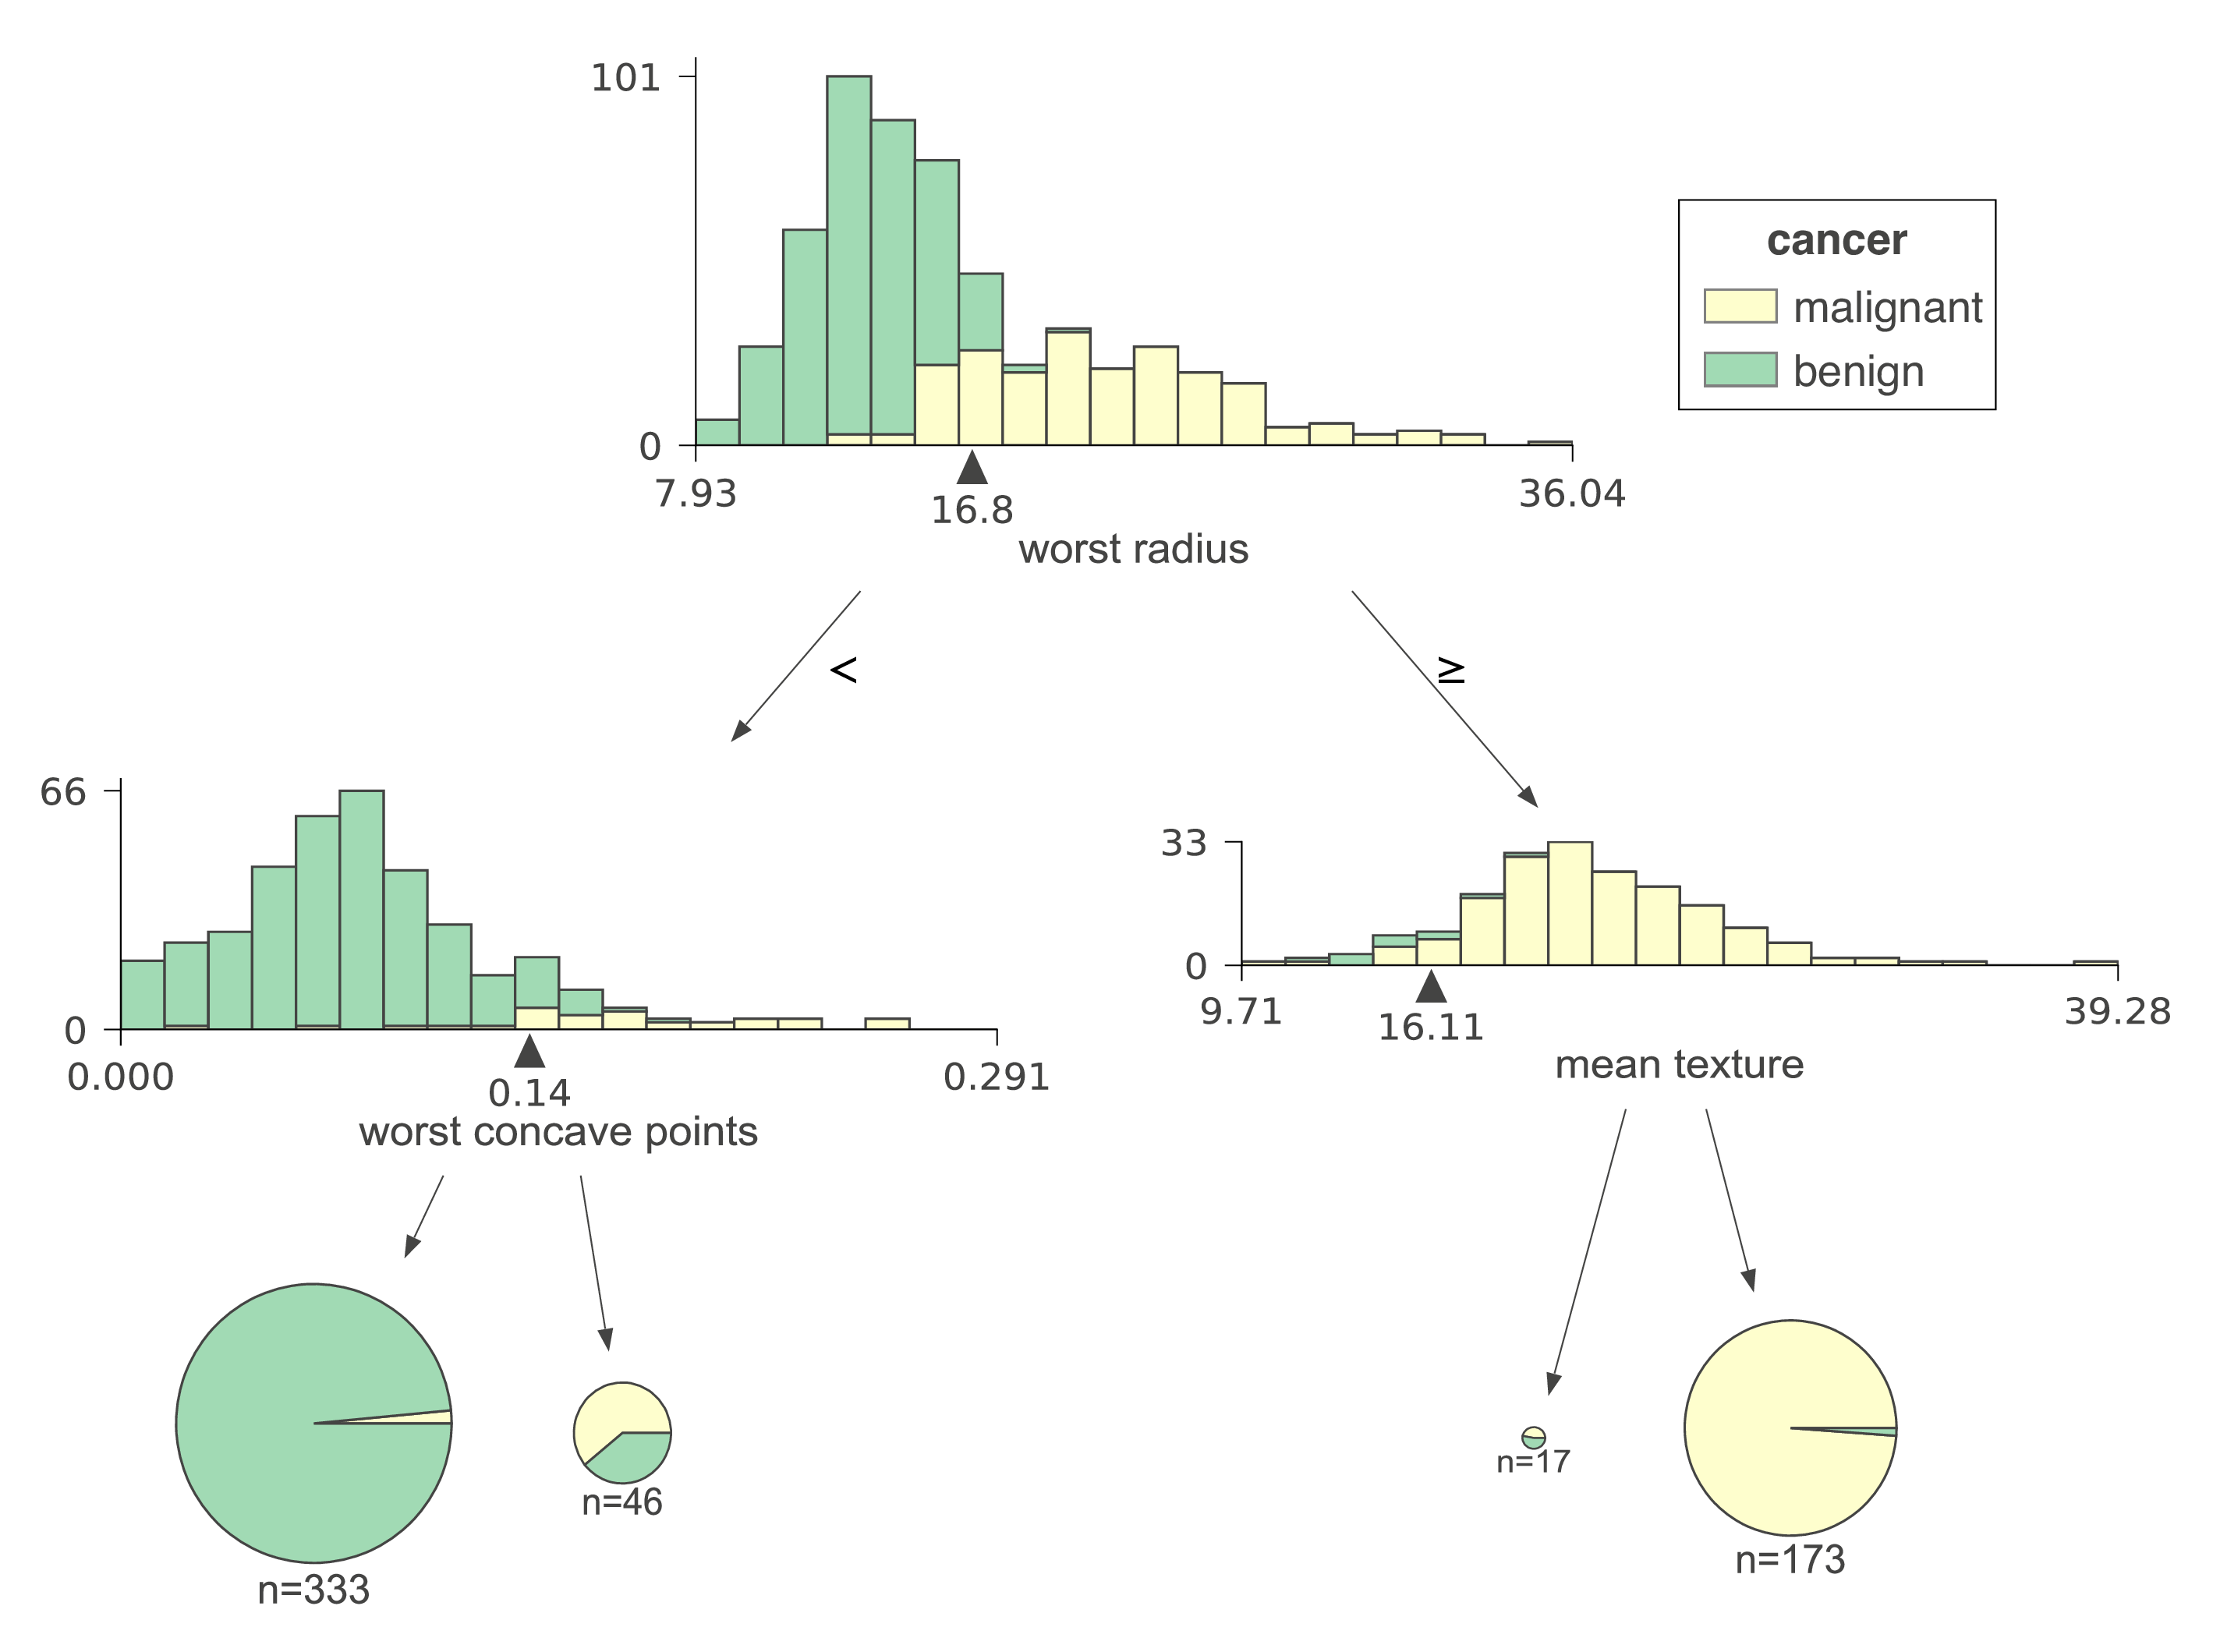 101
0
7.93
16.8
36.04
worst radius
cancer
malignant
benign
<
≥
66
0
0.000
0.14
0.291
worst concave points
33
0
9.71
16.11
39.28
mean texture
n=333
n=46
n=17
n=173